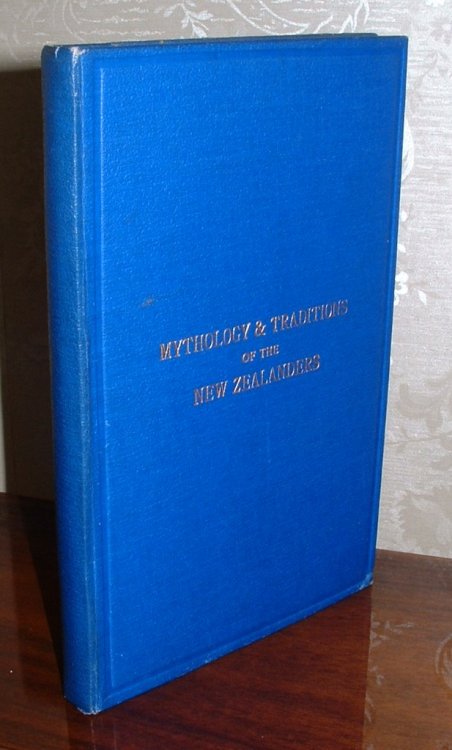 MYTHOLOGY & TRADITIONS
OF THE
NEW ZEALANDERS